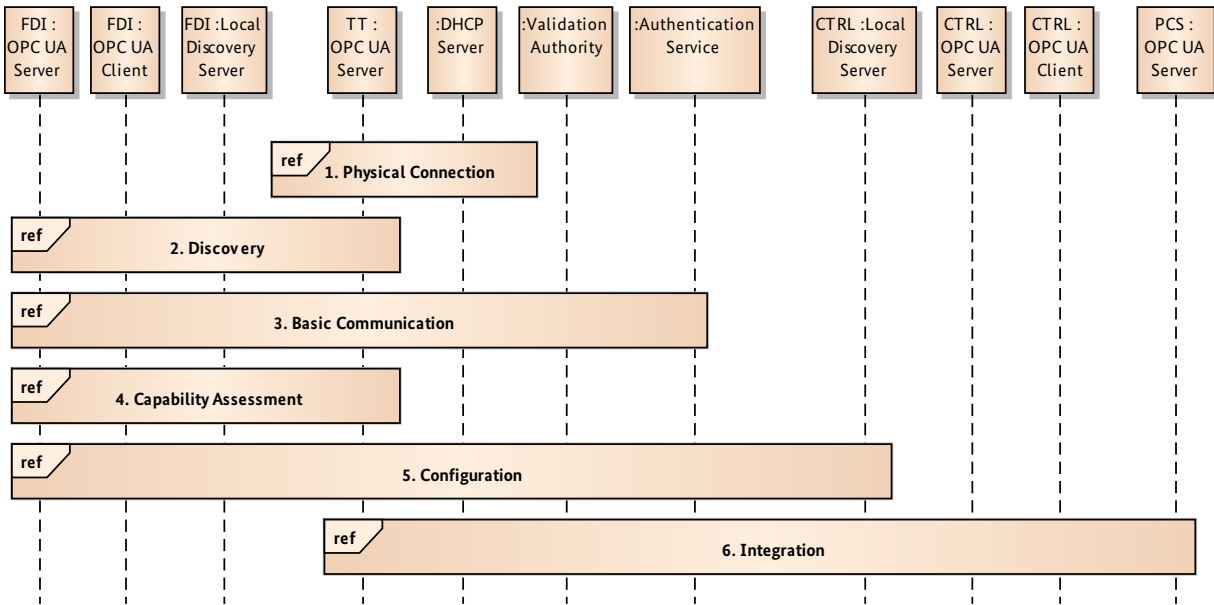 FDI :
OPC UA
Server
FDI :
OPC UA
Client
FDI :Local
Discovery
Server
TT :
OPC UA
Server
:DHCP
Server
:Validation
Authority
:Authentication
Service
CTRL :Local
Discovery
Server
CTRL :
OPC UA
Server
CTRL :
OPC UA
Client
PCS :
OPC UA
Server
ref
1. Physical Connection
ref
2. Discovery
ref
3. Basic Communication
ref
4. Capability Assessment
ref
5. Configuration
ref
6. Integration